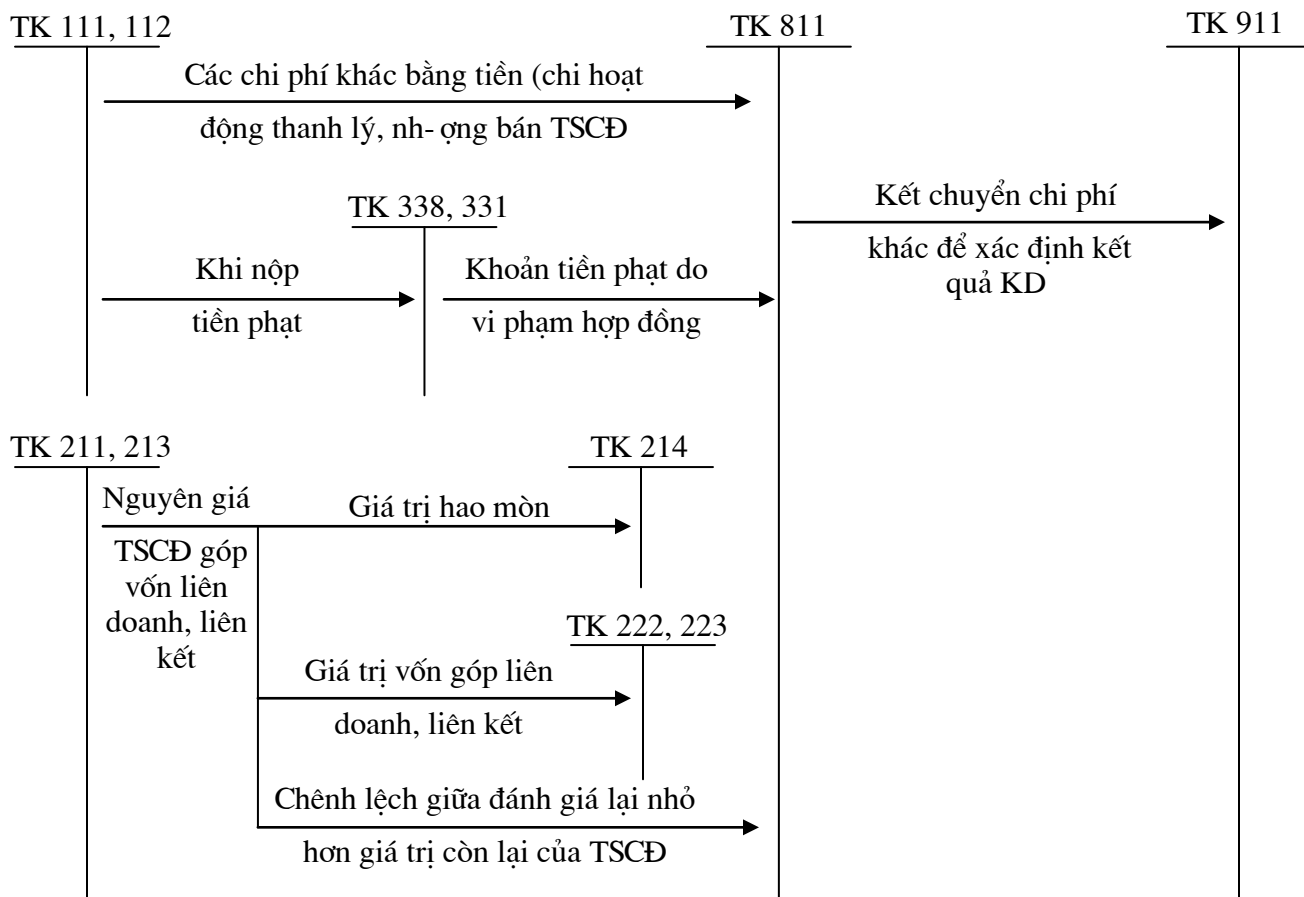 TK 111, 112
TK 811
TK 911
Các chi phí khác bằng tiền (chi hoạt
động thanh lý, nh- ợng bán TSCĐ
TK 338, 331
Kết chuyển chi phí
khác để xác định kết
quả KD
Khi nộp
tiền phạt
Khoản tiền phạt do
vi phạm hợp đồng
TK 211, 213
TK 214
Nguyên giá
TSCĐ góp
vốn liên
doanh, liên
kết
Giá trị hao mòn
TK 222, 223
Giá trị vốn góp liên
doanh, liên kết
Chênh lệch giữa đánh giá lại nhỏ
hơn giá trị còn lại của TSCĐ